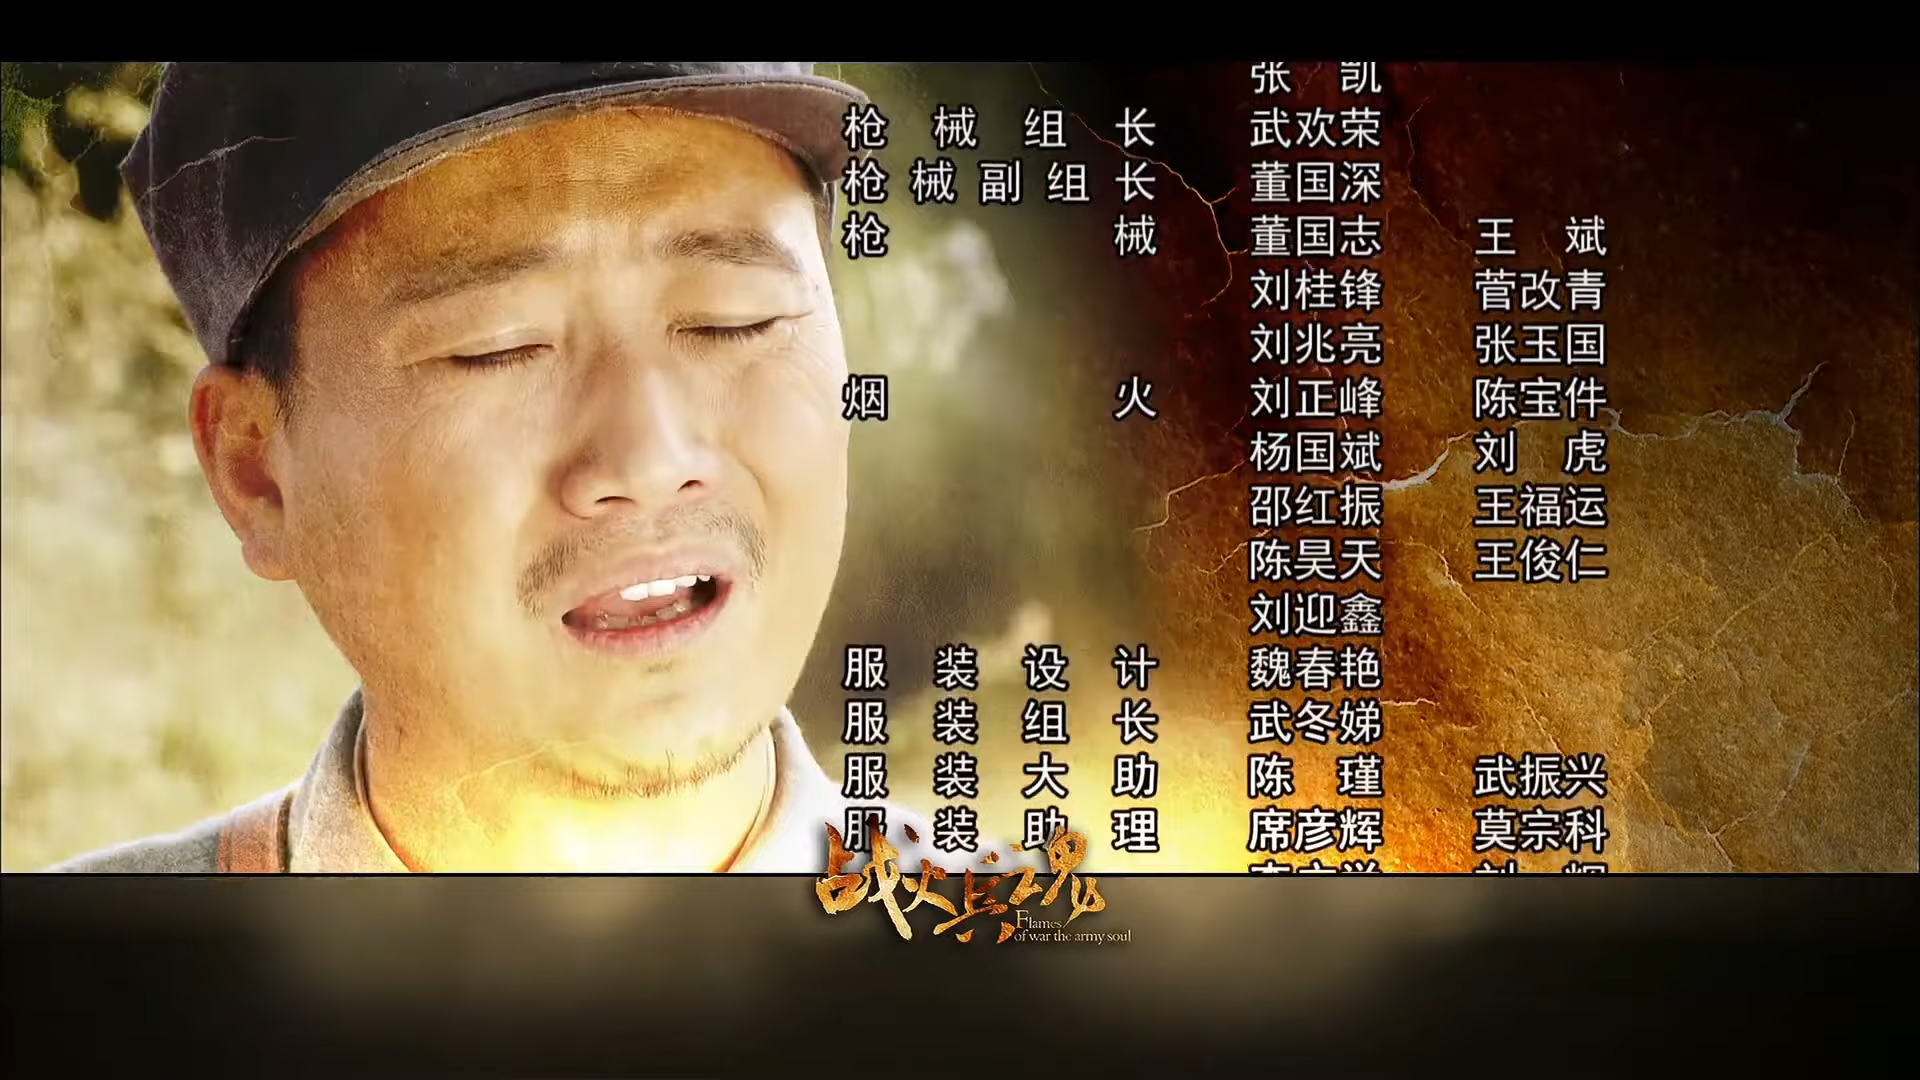 张凯
枪械组长 武欢荣
枪械副组长 董国深
枪械 董国志 王斌
刘桂锋 菅改青
刘兆亮 张玉国
烟火 刘正峰 陈宝件
杨国斌 刘虎
邵红振 王福运
陈昊天 王俊仁
刘迎鑫
服装设计 魏春艳
服装组长 武冬娣
服装大助 陈瑾 武振兴
服装助理 席彦辉 莫宗科
战火兵魂
Flames
of war the army soul